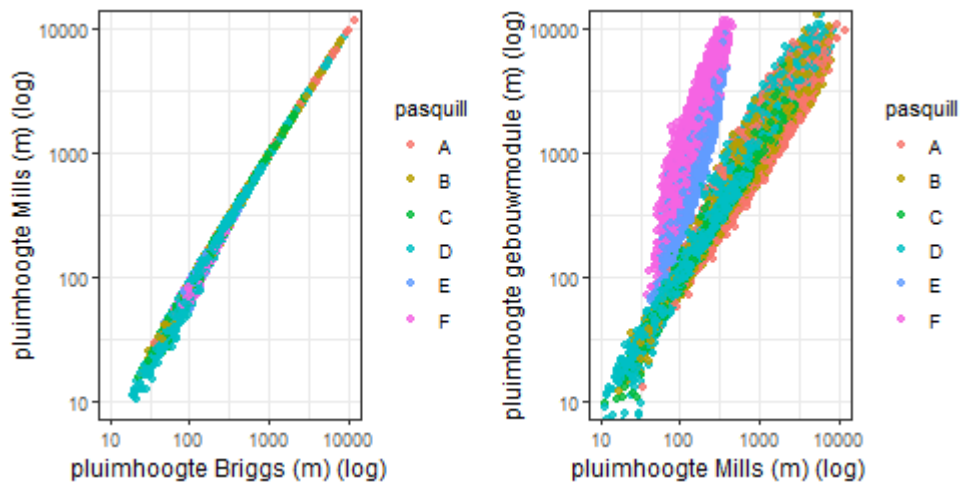 pluimhoogte Mills (m) (log)
10000
1000
100
10
10
100
1000
10000
pluimhoogte Briggs (m) (log)
pasquill
A
B
C
D
E
F
pluimhoogte gebouwmodule (m) (log)
10000
1000
100
10
10
100
1000
10000
pluimhoogte Mills (m) (log)
pasquill
A
B
C
D
E
F